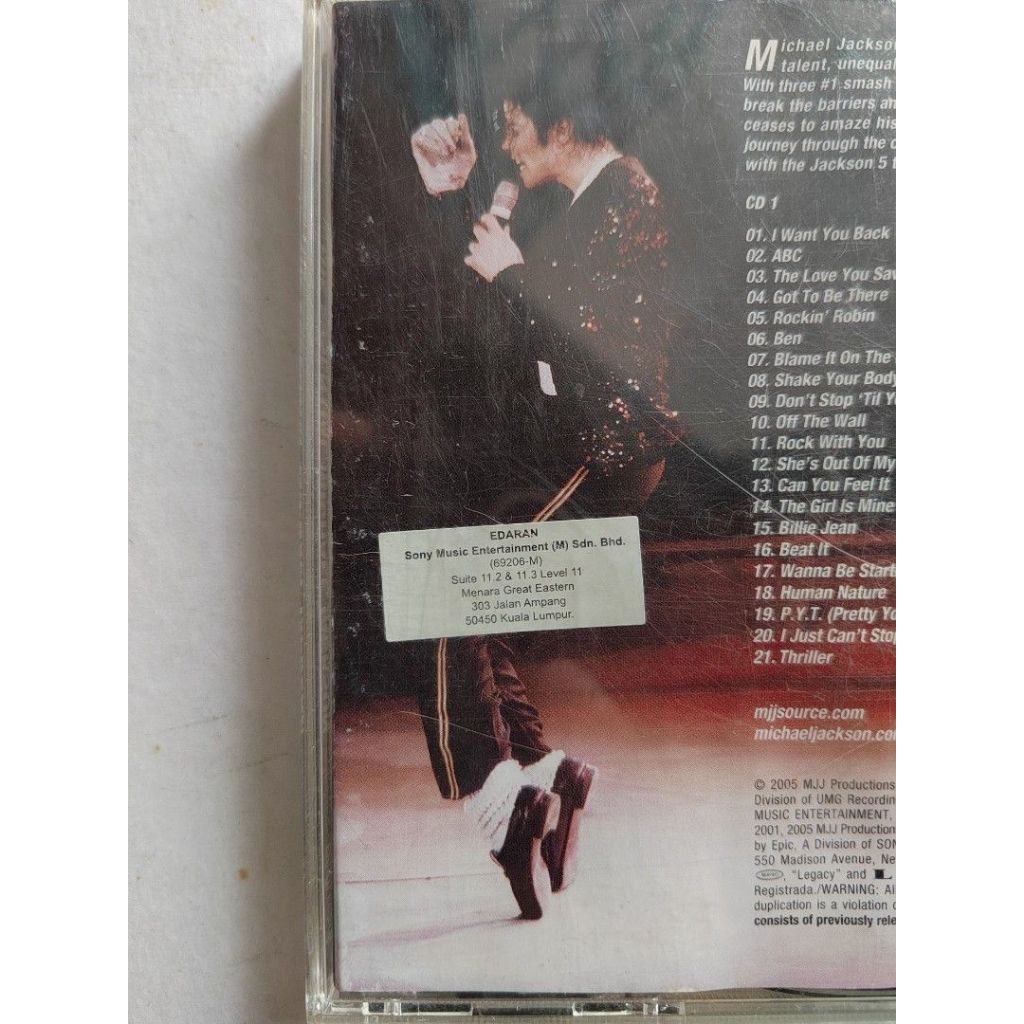 Michael Jackson
talent, unequal
With three #1 smash
break the barriers an
ceases to amaze his
journey through the
with the Jackson 5
CD 1
01. I Want You Back
02. ABC
03. The Love You Sav
04. Got To Be There
05. Rockin' Robin
06. Ben
07. Blame It On The
08. Shake Your Body
09. Don't Stop 'Til Y
10. Off The Wall
11. Rock With You
12. She's Out Of My
13. Can You Feel It
14. The Girl Is Mine
15. Billie Jean
16. Beat It
17. Wanna Be Start
18. Human Nature
19. P.Y.T. (Pretty Yo
20. I Just Can't Stop
21. Thriller
EDARAN
Sony Music Entertainment (M) Sdn. Bhd.
(69206-M)
Suite 11.2 & 11.3 Level 11
Menara Great Eastern
303 Jalan Ampang
50450 Kuala Lumpur.
mjjsource.com
michaeljackson.co
© 2005 MJJ Productions
Division of UMG Recordin
MUSIC ENTERTAINMENT,
2001, 2005 MJJ Production
by Epic, A Division of SON
550 Madison Avenue, Ne
"Legacy" and
Registrada./WARNING: Al
duplication is a violation
consists of previously rele